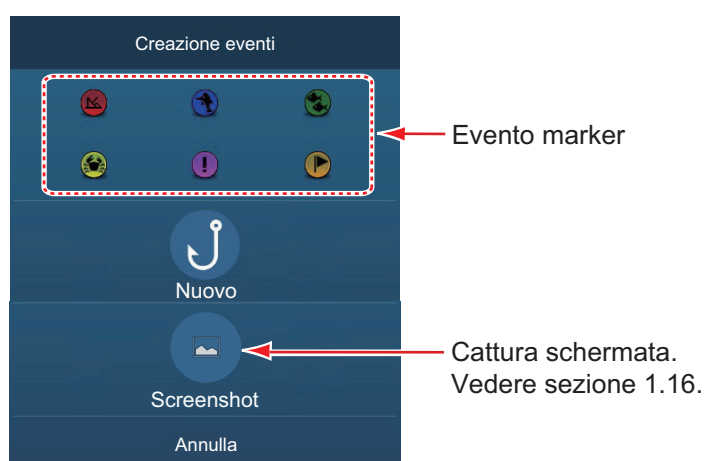 Creazione eventi
Evento marker
Nuovo
Cattura schermata.
Vedere sezione 1.16.
Screenshot
Annulla